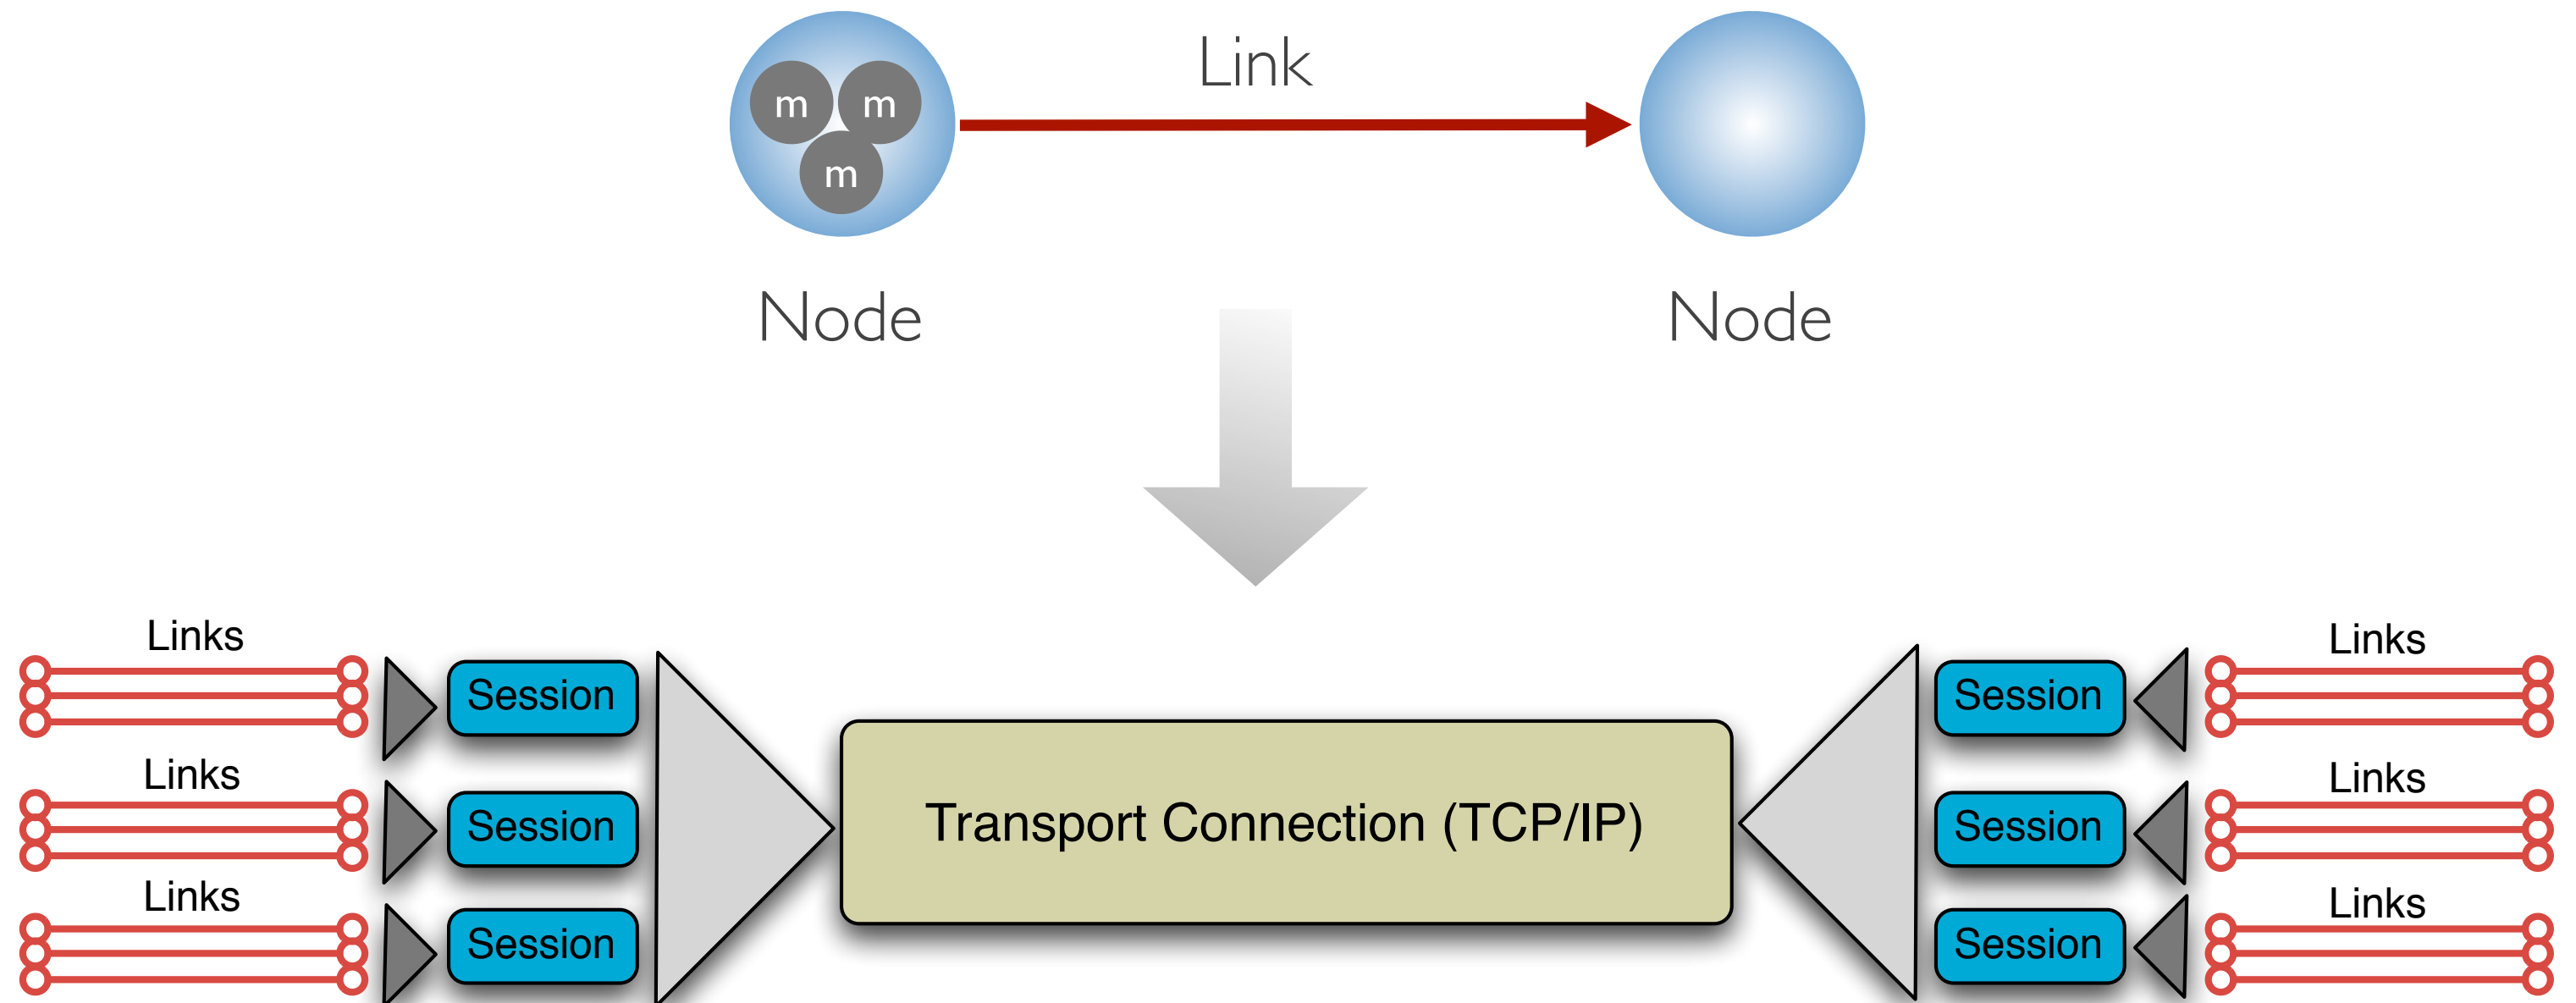 Link
m m
m
Node Node
Links Links
Session Session
Links Links
Session Transport Connection (TCP/IP) Session
Links Links
Session Session